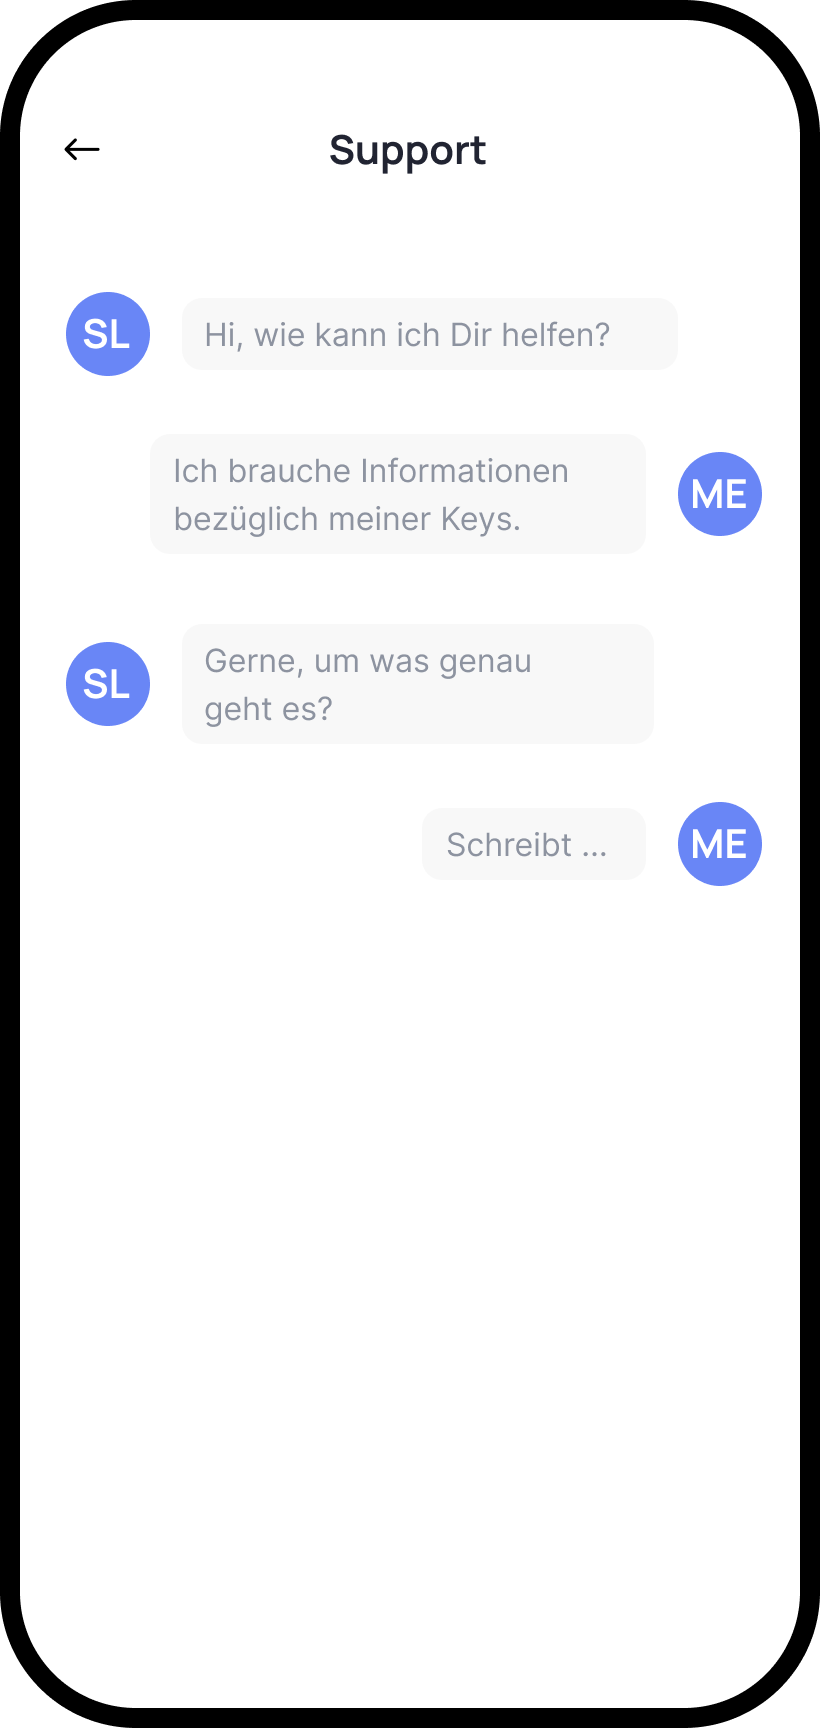 Support
SL
Hi, wie kann ich Dir helfen?
Ich brauche Informationen
bezüglich meiner Keys.
ME
SL
Gerne, um was genau
geht es?
Schreibt ...
ME